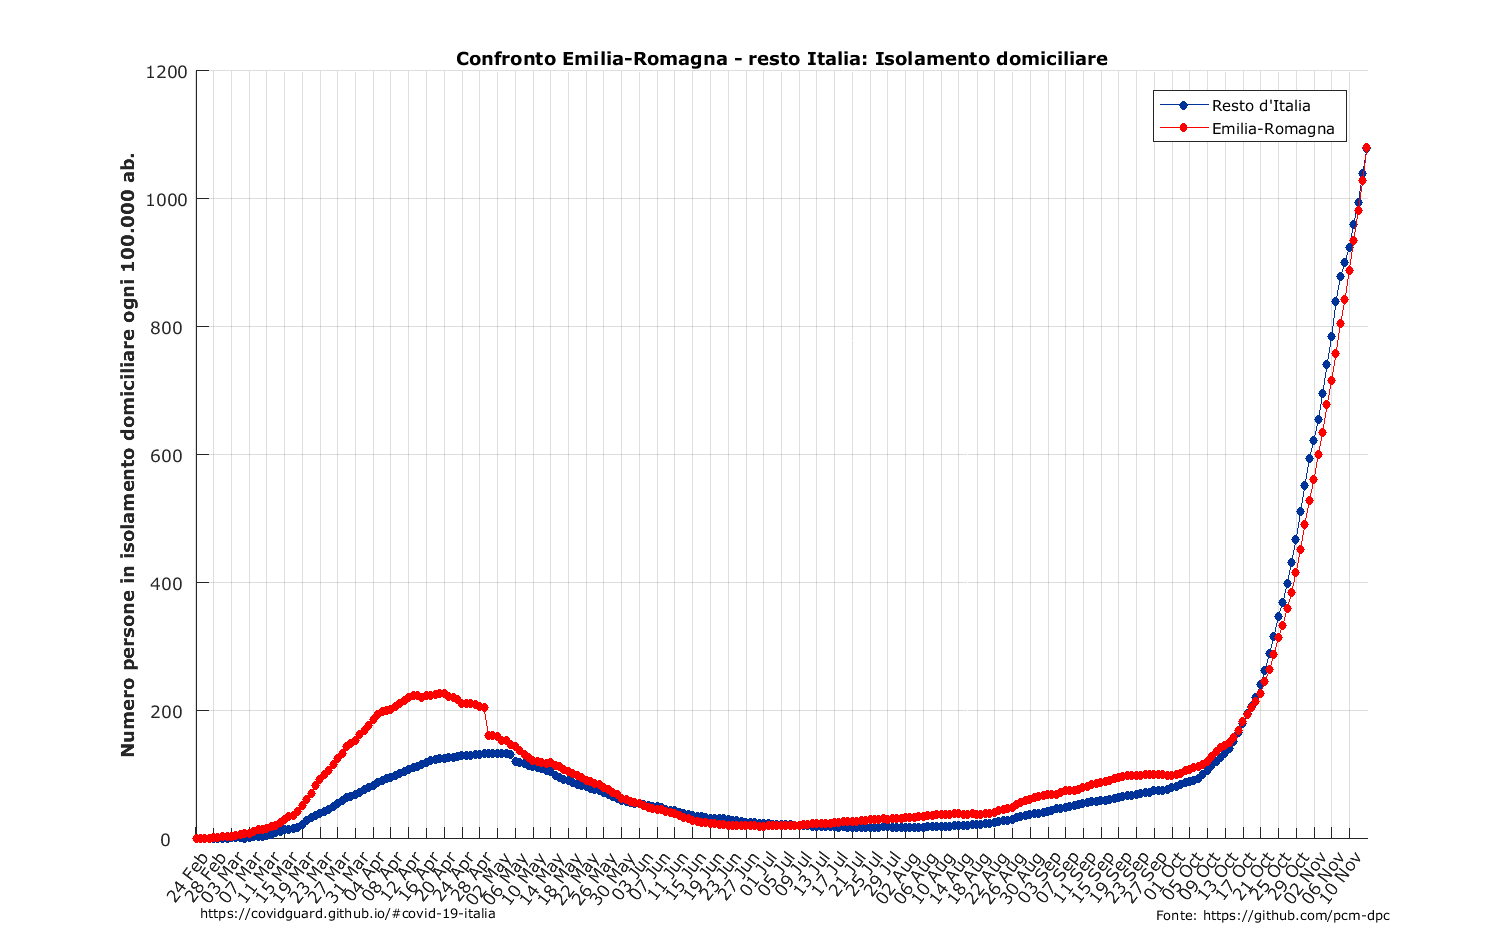 Confronto Emilia-Romagna - resto Italia: Isolamento domiciliare
Numero persone in isolamento domiciliare ogni 100.000 ab.
1200
1000
800
600
400
200
0
Resto d'Italia
Emilia-Romagna
24 Feb
28 Feb
03 Mar
07 Mar
11 Mar
15 Mar
19 Mar
23 Mar
27 Mar
31 Mar
04 Apr
08 Apr
12 Apr
16 Apr
20 Apr
24 Apr
28 Apr
02 May
06 May
10 May
14 May
18 May
22 May
26 May
30 May
03 Jun
07 Jun
11 Jun
15 Jun
19 Jun
23 Jun
27 Jun
01 Jul
05 Jul
09 Jul
13 Jul
17 Jul
21 Jul
25 Jul
29 Jul
02 Aug
06 Aug
10 Aug
14 Aug
18 Aug
22 Aug
26 Aug
30 Aug
03 Sep
07 Sep
11 Sep
15 Sep
19 Sep
23 Sep
27 Sep
01 Oct
05 Oct
09 Oct
13 Oct
17 Oct
21 Oct
25 Oct
29 Oct
02 Nov
06 Nov
10 Nov
https://covidguard.github.io/#covid-19-italia
Fonte: https://github.com/pcm-dpc